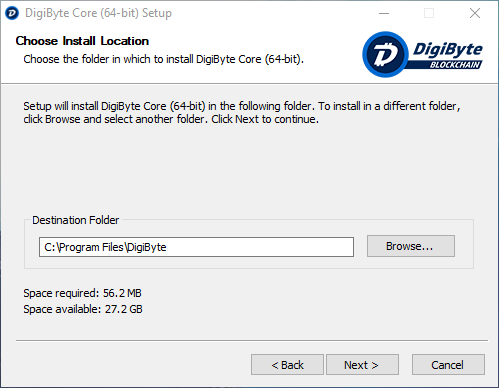 DigiByte Core (64-bit) Setup
Choose Install Location
Choose the folder in which to install DigiByte Core (64-bit).
DigiByte
BLOCKCHAIN
Setup will install DigiByte Core (64-bit) in the following folder. To install in a different folder,
click Browse and select another folder. Click Next to continue.
Destination Folder
C:\Program Files\DigiByte
Browse...
Space required: 56.2 MB
Space available: 27.2 GB
< Back
Next >
Cancel